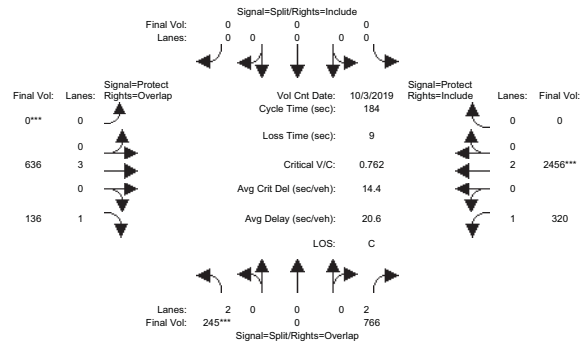 Signal=Split/Rights=Include
Final Vol: 0 0 0
Lanes: 0 0 0 0 0
Signal=Protect Signal=Protect
Final Vol: Lanes: Rights=Overlap Vol Cnt Date: 10/3/2019 Rights=Include Lanes: Final Vol:
Cycle Time (sec): 184
0*** 0 0 0
Loss Time (sec): 9
0 0
636 3 Critical V/C: 0.762 2 2456***
0 Avg Crit Del (sec/veh): 14.4 0
136 1 Avg Delay (sec/veh): 20.6 1 320
LOS: C
Lanes: 2 0 0 0 2
Final Vol: 245*** 0 766
Signal=Split/Rights=Overlap